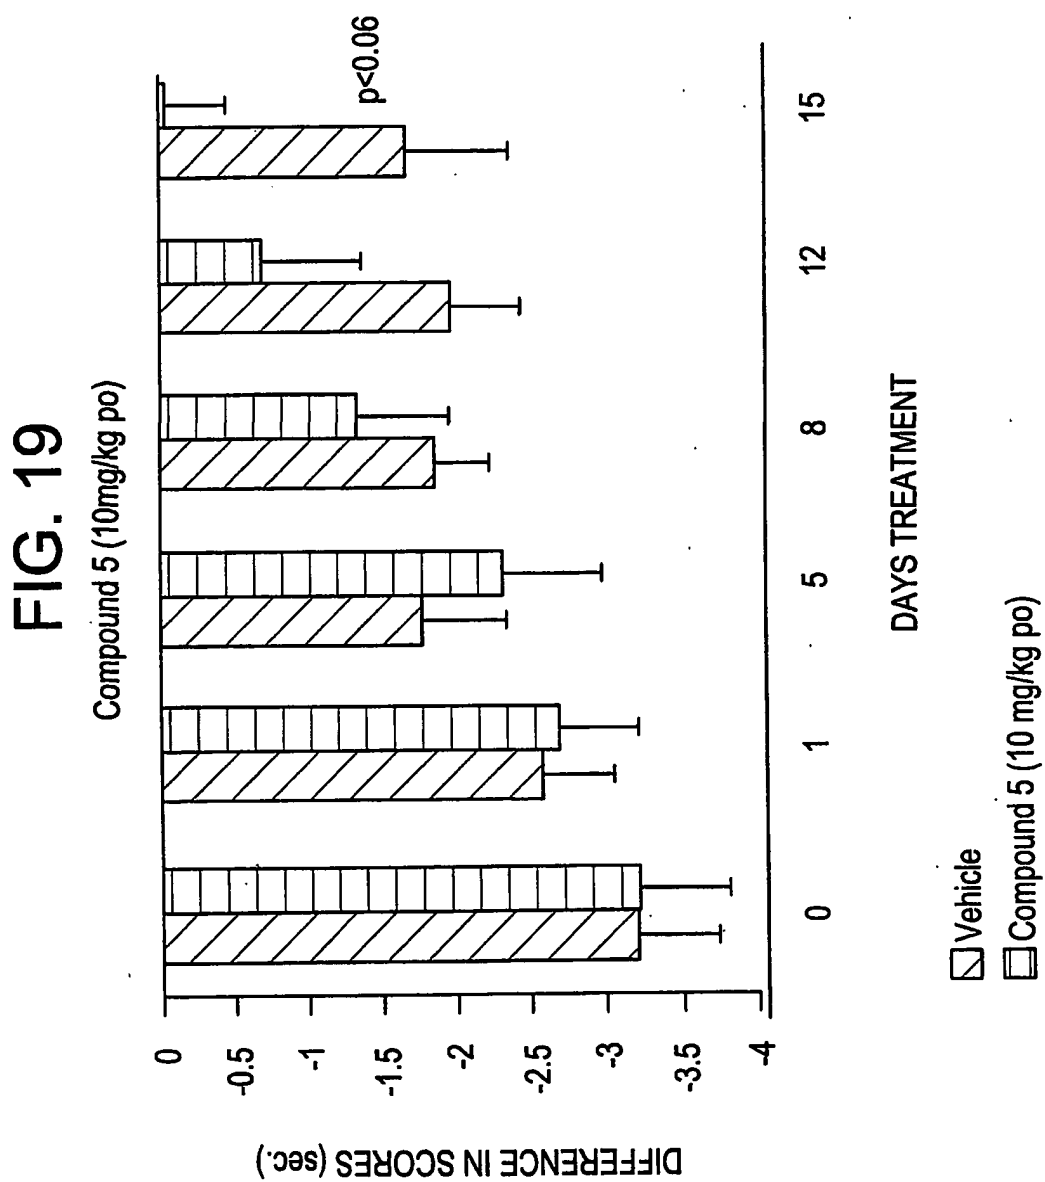 FIG. 19
Compound 5 (10mg/kg po)
0
-0.5
-1
-1.5
-2
-2.5
-3
-3.5
-4
DIFFERENCE IN SCORES (sec.)
p<0.06
0 1 5 8 12 15
DAYS TREATMENT
Vehicle
Compound 5 (10 mg/kg po)